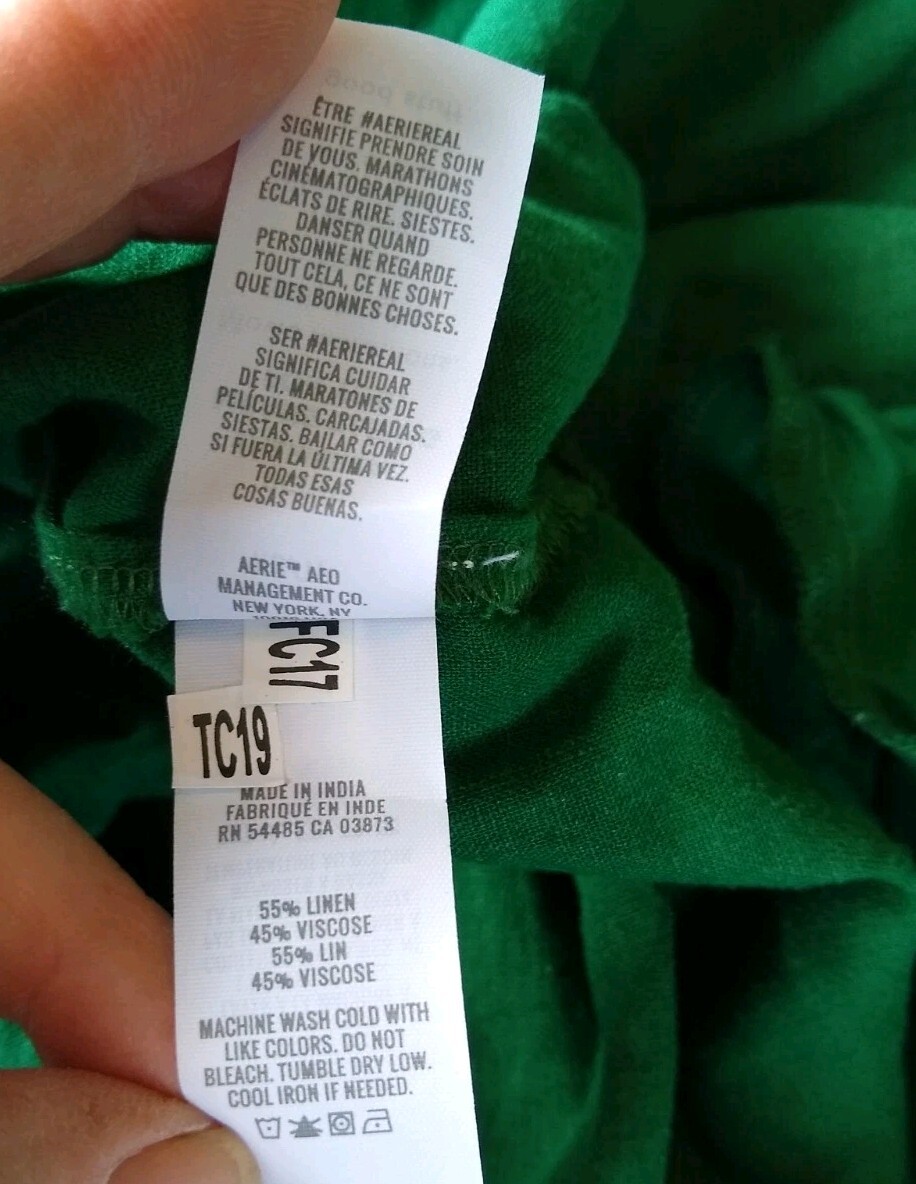 ÊTRE #AERIEREAL
SIGNIFIE PRENDRE SOIN
DE VOUS. MARATHONS
CINÉMATOGRAPHIQUES.
ÉCLATS DE RIRE. SIESTES.
DANSER QUAND
PERSONNE NE REGARDE.
TOUT CELA, CE NE SONT
QUE DES BONNES CHOSES.
SER #AERIEREAL
SIGNIFICA CUIDAR
DE TI. MARATONES DE
PELÍCULAS. CARCAJADAS.
SIESTAS. BAILAR COMO
SI FUERA LA ÚLTIMA VEZ.
TODAS ESAS
COSAS BUENAS.
AERIE™ AEO
MANAGEMENT CO.
NEW YORK, NY
FC17
TC19
MADE IN INDIA
FABRIQUÉ EN INDE
RN 54485 CA 03873
55% LINEN
45% VISCOSE
55% LIN
45% VISCOSE
MACHINE WASH COLD WITH
LIKE COLORS. DO NOT
BLEACH. TUMBLE DRY LOW.
COOL IRON IF NEEDED.